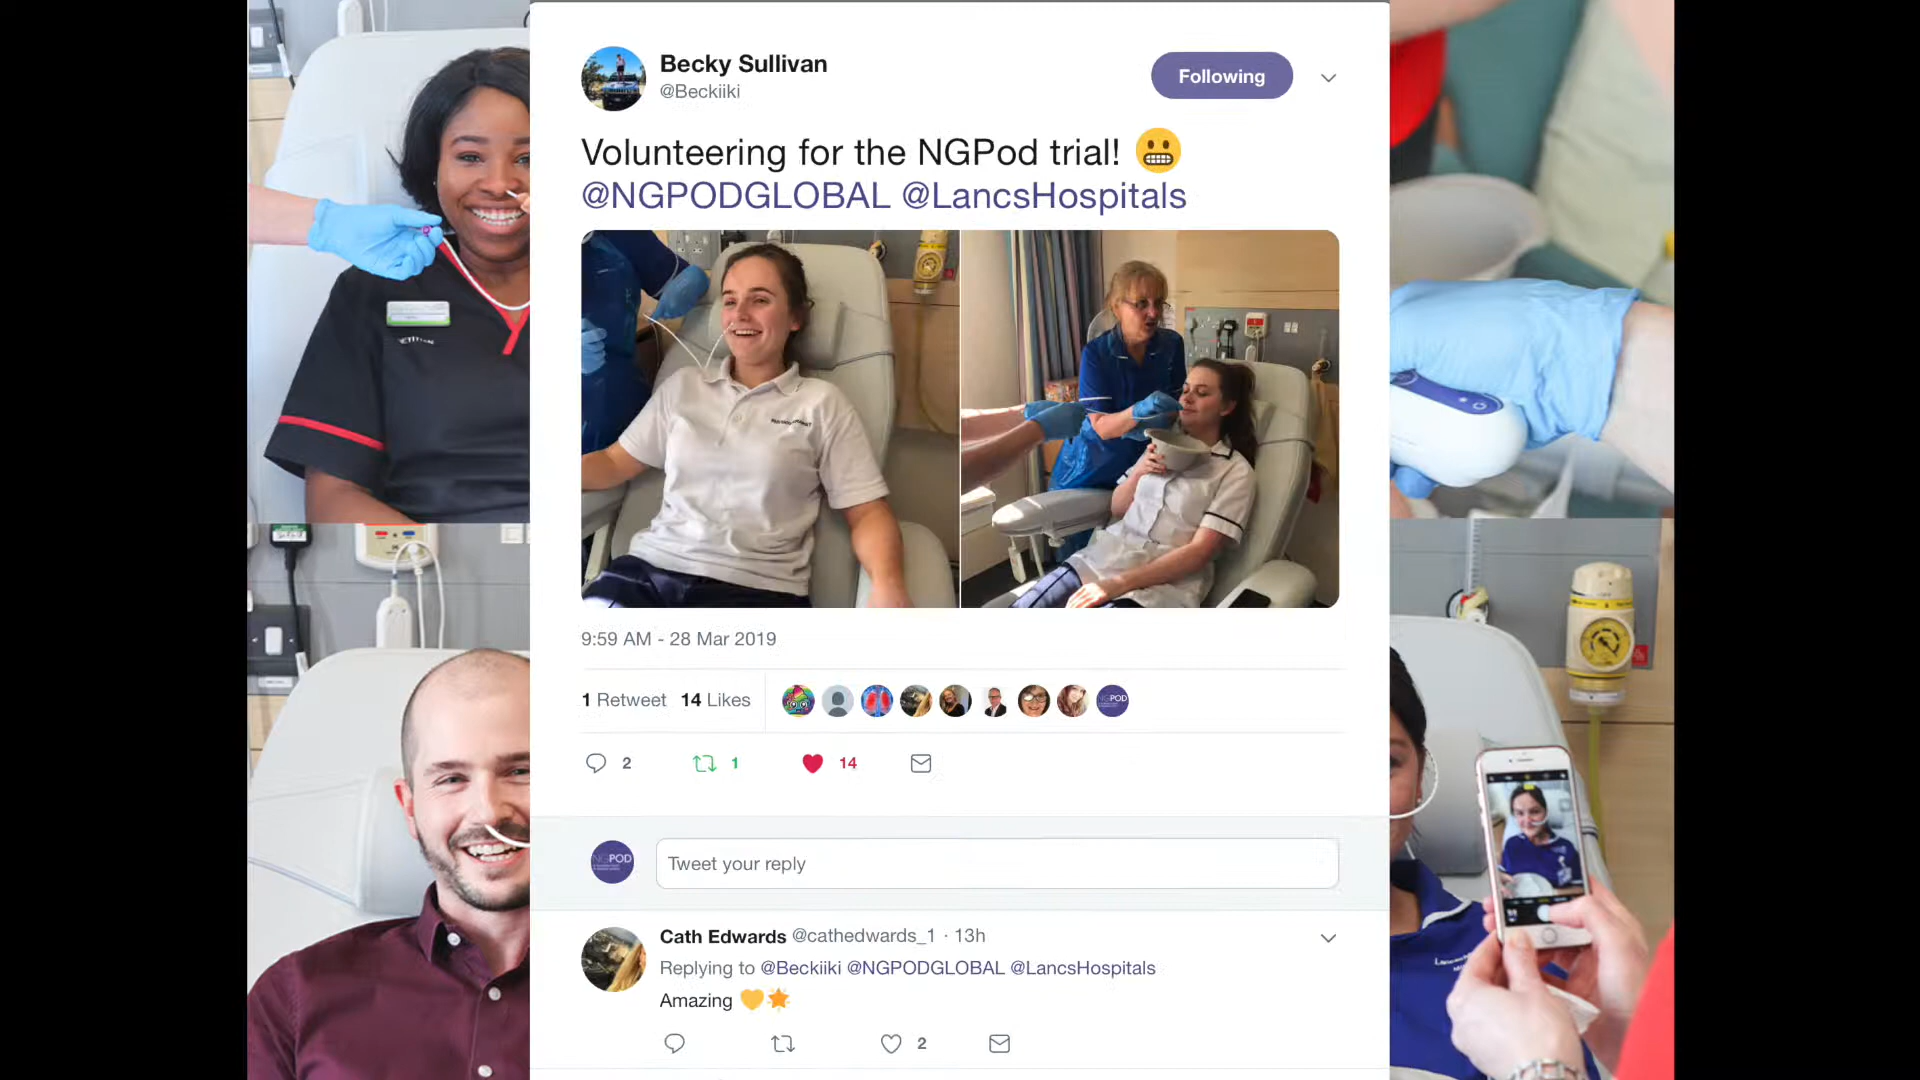 Becky Sullivan
@Beckiiki
Following
Volunteering for the NGPod trial! 😬
@NGPODGLOBAL @LancsHospitals
9:59 AM - 28 Mar 2019
1 Retweet 14 Likes
NGPOD
2 1 14
NGPOD
Tweet your reply
Cath Edwards @cathedwards_1 · 13h
Replying to @Beckiiki @NGPODGLOBAL @LancsHospitals
Amazing 💛🌟
2